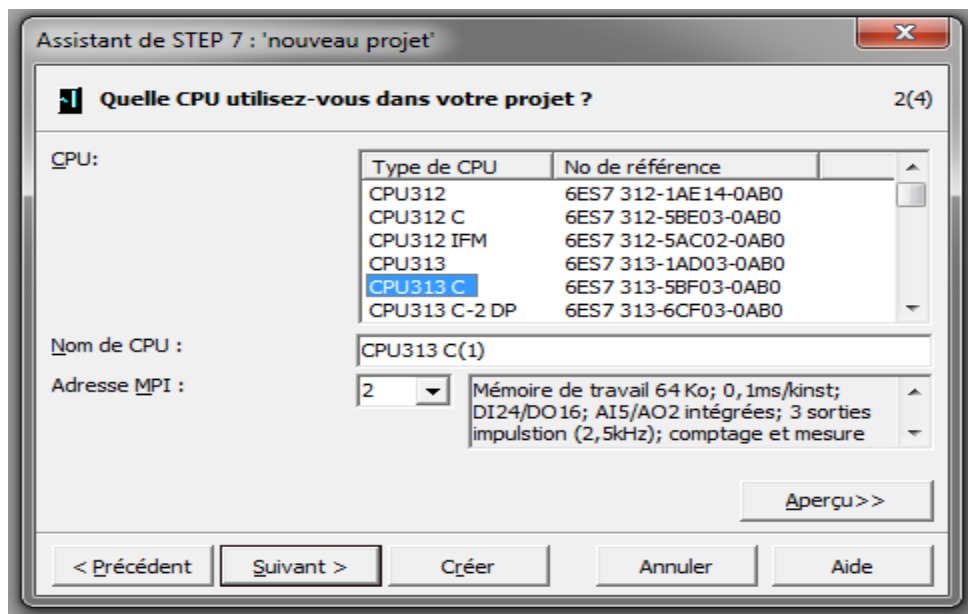 Assistant de STEP 7 : 'nouveau projet'
Quelle CPU utilisez-vous dans votre projet ? 2(4)
CPU:
Type de CPU No de référence
CPU312 6ES7 312-1AE14-0AB0
CPU312 C 6ES7 312-5BE03-0AB0
CPU312 IFM 6ES7 312-5AC02-0AB0
CPU313 6ES7 313-1AD03-0AB0
CPU313 C 6ES7 313-5BF03-0AB0
CPU313 C-2 DP 6ES7 313-6CF03-0AB0
Nom de CPU : CPU313 C(1)
Adresse MPI : 2
Mémoire de travail 64 Ko; 0,1ms/kinst;
DI24/DO16; AI5/AO2 intégrées; 3 sorties
impulstion (2,5kHz); comptage et mesure
Aperçu>>
< Précédent Suivant > Créer Annuler Aide